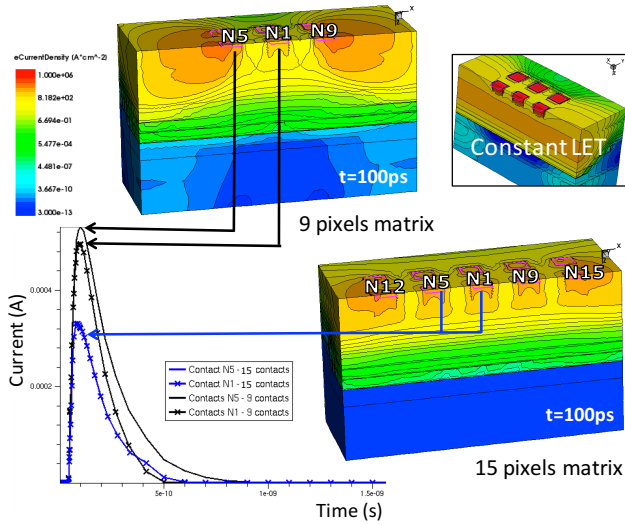 eCurrentDensity (A*cm^-2)
1.000e+06
8.182e+02
6.694e-01
5.477e-04
4.481e-07
3.667e-10
3.000e-13
N5 N1 N9
X
t=100ps
X
Y
Constant LET
9 pixels matrix
N12 N5 N1 N9 N15
X
t=100ps
15 pixels matrix
Current (A)
0.0004
0.0002
Contact N5 - 15 contacts
Contact N1 - 15 contacts
Contacts N5 - 9 contacts
Contacts N1 - 9 contacts
0
5e-10
1e-09
1.5e-09
Time (s)